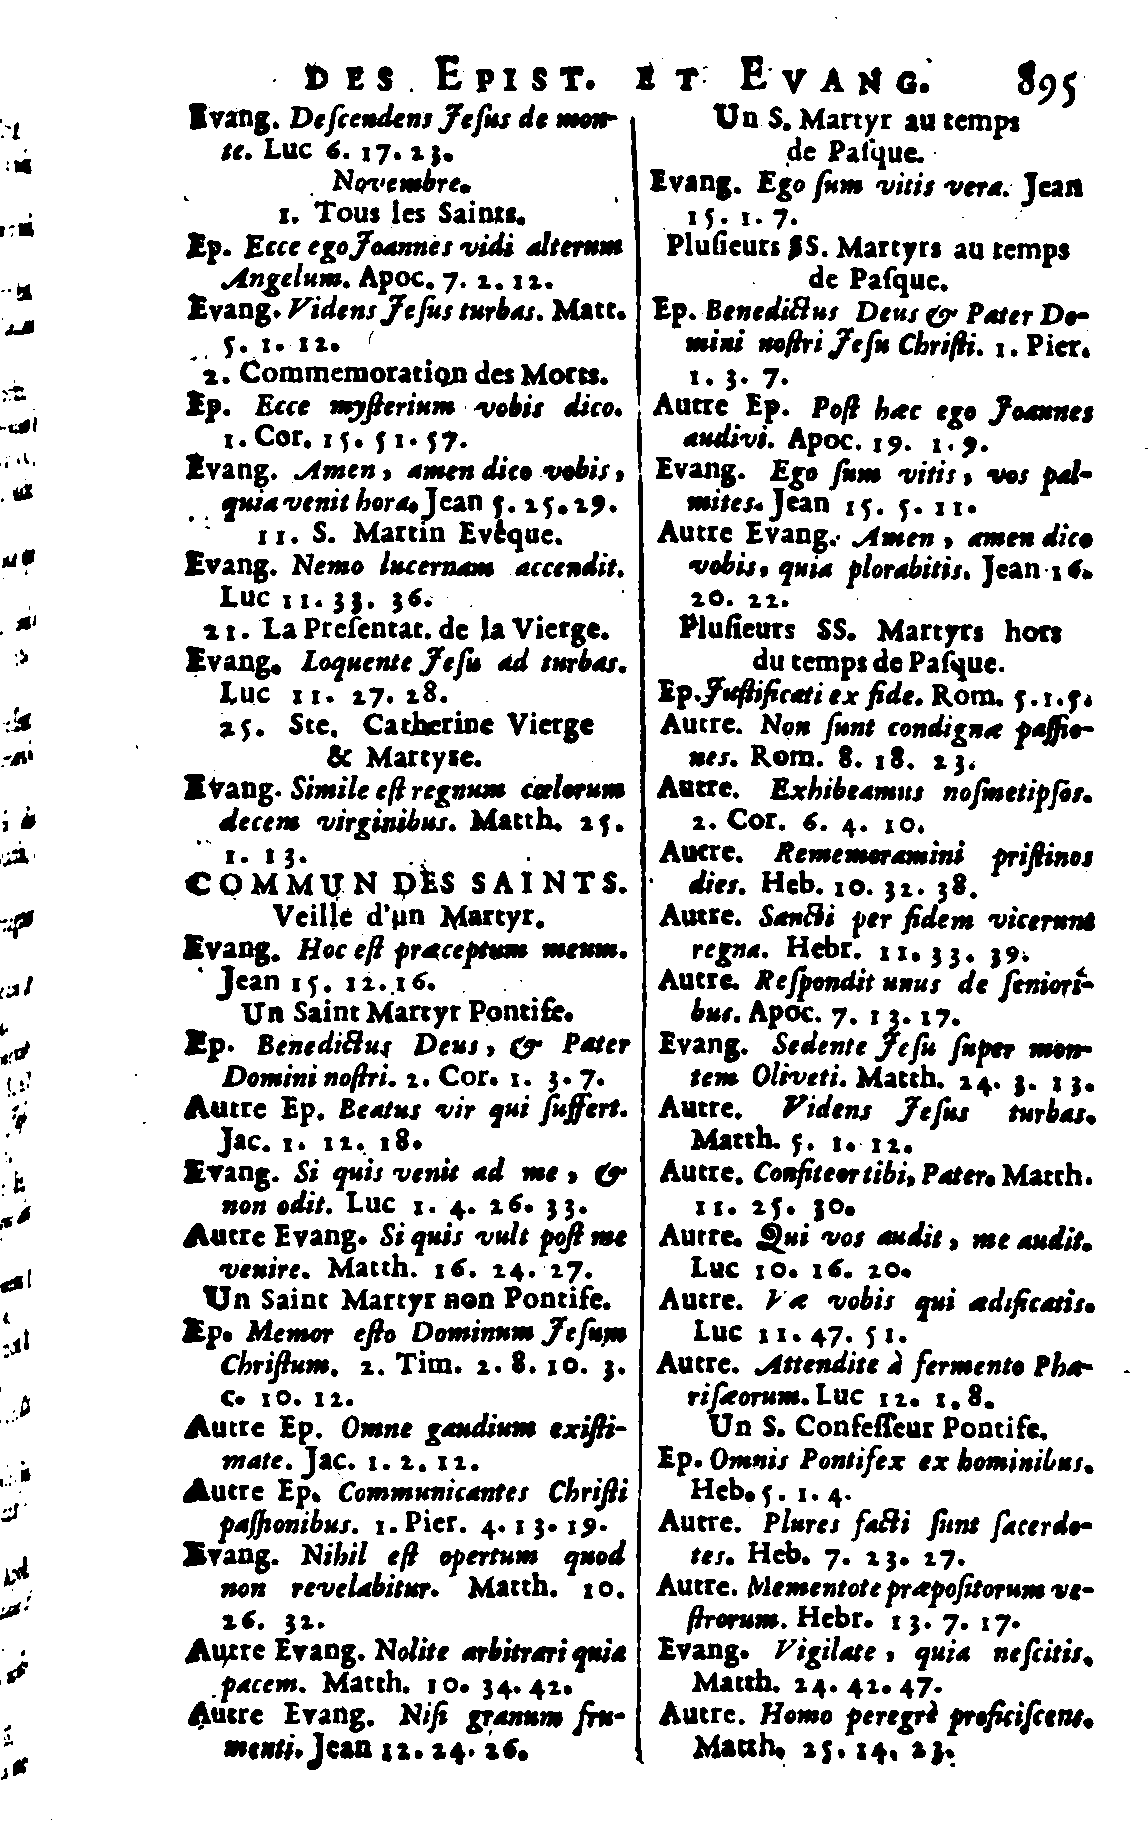 DES EPIST. ET EVANG. 895
Evang. Deſcendens Jeſus de mon-
te. Luc 6. 17. 23.
Novembre.
1. Tous les Saints.
Ep. Ecce ego Joannes vidi alterum
Angelum. Apoc. 7. 2. 12.
Evang. Videns Jeſus turbas. Matt.
5. 1. 12.
2. Commemoration des Morts.
Ep. Ecce myſterium vobis dico.
1. Cor. 15. 51. 57.
Evang. Amen, amen dico vobis,
quia venit hora. Jean 5. 25. 29.
11. S. Martin Evêque.
Evang. Nemo lucernam accendit.
Luc 11. 33. 36.
21. La Preſentat. de la Vierge.
Evang. Loquente Jeſu ad turbas.
Luc 11. 27. 28.
25. Ste. Catherine Vierge
& Martyre.
Evang. Simile eſt regnum cœlorum
decem virginibus. Matth. 25.
1. 13.
COMMUN DES SAINTS.
Veille d'un Martyr.
Evang. Hoc eſt præceptum meum.
Jean 15. 12. 16.
Un Saint Martyr Pontife.
Ep. Benedictus Deus, & Pater
Domini noſtri. 2. Cor. 1. 3. 7.
Autre Ep. Beatus vir qui ſuffert.
Jac. 1. 12. 18.
Evang. Si quis venit ad me, &
non odit. Luc 1. 4. 26. 33.
Autre Evang. Si quis vult poſt me
venire. Matth. 16. 24. 27.
Un Saint Martyr non Pontife.
Ep. Memor eſto Dominum Jeſum
Chriſtum. 2. Tim. 2. 8. 10. 3.
c. 10. 12.
Autre Ep. Omne gaudium exiſti-
mate. Jac. 1. 2. 12.
Autre Ep. Communicantes Chriſti
paſſionibus. 1. Pier. 4. 13. 19.
Evang. Nihil eſt opertum quod
non revelabitur. Matth. 10.
26. 32.
Autre Evang. Nolite arbitrari quia
pacem. Matth. 10. 34. 42.
Autre Evang. Niſi granum fru-
menti. Jean 12. 24. 26.
Un S. Martyr au temps
de Paſque.
Evang. Ego ſum vitis vera. Jean
15. 1. 7.
Pluſieurs SS. Martyrs au temps
de Paſque.
Ep. Benedictus Deus & Pater Do-
mini noſtri Jeſu Chriſti. 1. Pier.
1. 3. 7.
Autre Ep. Poſt hæc ego Joannes
audivi. Apoc. 19. 1. 9.
Evang. Ego ſum vitis, vos pal-
mites. Jean 15. 5. 11.
Autre Evang. Amen, amen dico
vobis, quia plorabitis. Jean 16.
20. 22.
Pluſieurs SS. Martyrs hors
du temps de Paſque.
Ep. Juſtificati ex fide. Rom. 5. 1. 5.
Autre. Non ſunt condignæ paſſio-
nes. Rom. 8. 18. 23.
Autre. Exhibeamus noſmetipſos.
2. Cor. 6. 4. 10.
Autre. Rememoramini priſtinos
dies. Heb. 10. 32. 38.
Autre. Sancti per fidem vicerunt
regna. Hebr. 11. 33. 39.
Autre. Reſpondit unus de ſeniori-
bus. Apoc. 7. 13. 17.
Evang. Sedente Jeſu ſuper mon-
tem Oliveti. Matth. 24. 3. 13.
Autre. Videns Jeſus turbas.
Matth. 5. 1. 12.
Autre. Confiteor tibi, Pater. Matth.
11. 25. 30.
Autre. Qui vos audit, me audit.
Luc 10. 16. 20.
Autre. Væ vobis qui ædificatis.
Luc 11. 47. 51.
Autre. Attendite à fermento Pha-
riſæorum. Luc 12. 1. 8.
Un S. Confeſſeur Pontife.
Ep. Omnis Pontifex ex hominibus.
Heb. 5. 1. 4.
Autre. Plures facti ſunt ſacerdo-
tes. Heb. 7. 23. 27.
Autre. Mementote præpoſitorum ve-
ſtrorum. Hebr. 13. 7. 17.
Evang. Vigilate, quia neſcitis.
Matth. 24. 42. 47.
Autre. Homo peregrè proficiſcens.
Matth. 25. 14. 23.